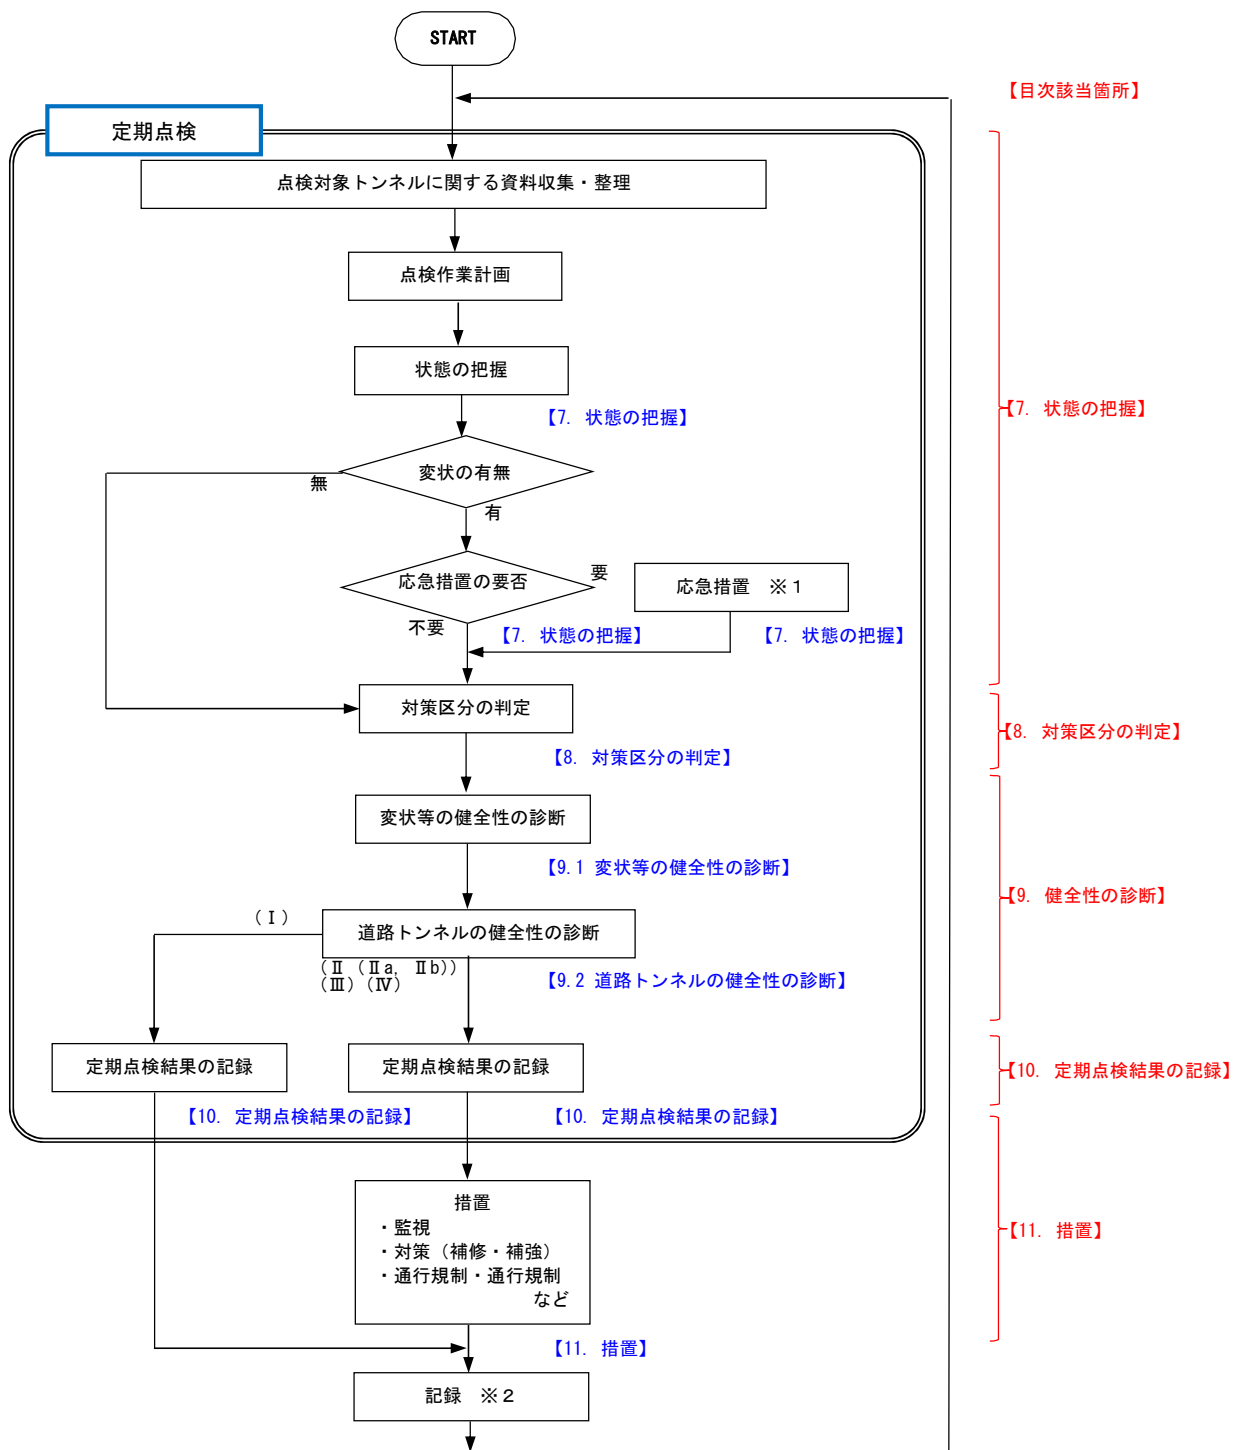 START
【目次該当箇所】
定期点検
点検対象トンネルに関する資料収集・整理
点検作業計画
状態の把握
【7. 状態の把握】
【7. 状態の把握】
変状の有無
無
有
応急措置の要否
要
応急措置 ※1
不要
【7. 状態の把握】
【7. 状態の把握】
対策区分の判定
【8. 対策区分の判定】
【8. 対策区分の判定】
変状等の健全性の診断
【9.1 変状等の健全性の診断】
【9. 健全性の診断】
(Ⅰ)
道路トンネルの健全性の診断
(Ⅱ (Ⅱa, Ⅱb))
(Ⅲ) (Ⅳ)
【9.2 道路トンネルの健全性の診断】
定期点検結果の記録
定期点検結果の記録
【10. 定期点検結果の記録】
【10. 定期点検結果の記録】
【10. 定期点検結果の記録】
措置
・監視
・対策(補修・補強)
・通行規制・通行規制
など
【11. 措置】
【11. 措置】
記録 ※2